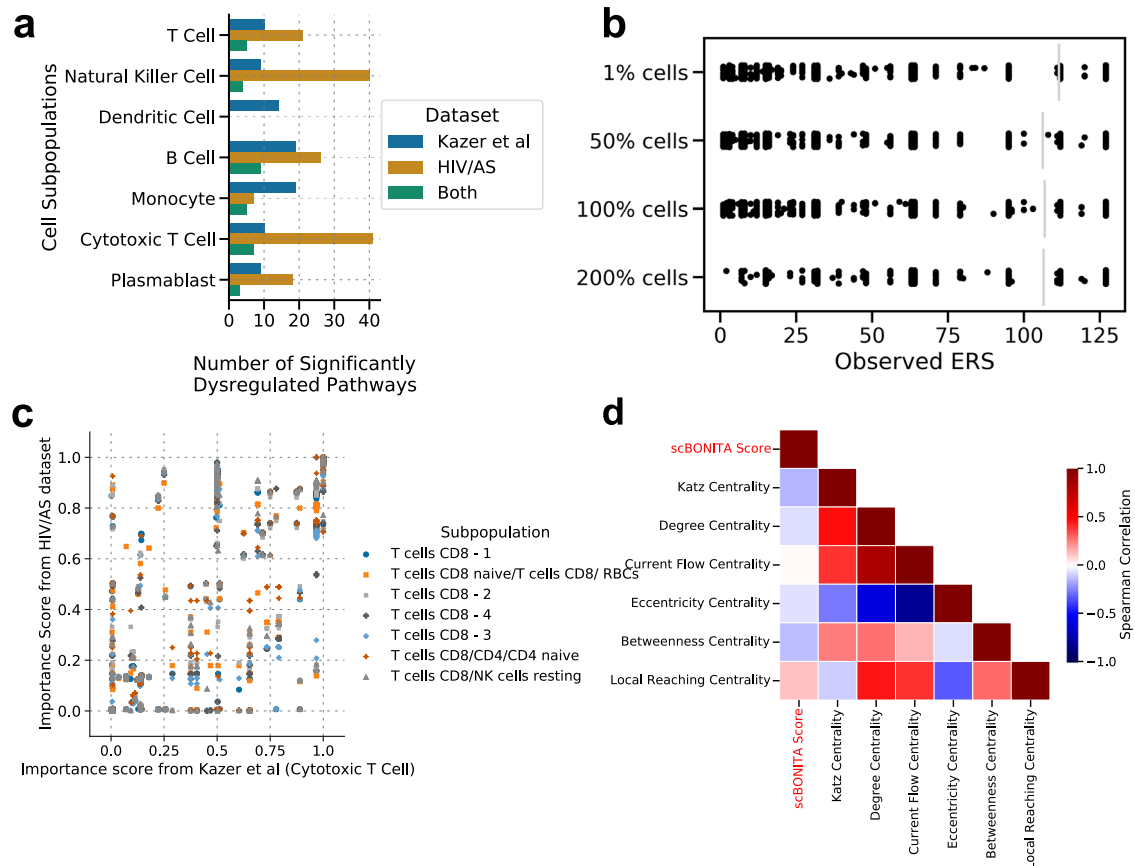 a
Cell Subpopulations
T Cell
Natural Killer Cell
Dendritic Cell
B Cell
Monocyte
Cytotoxic T Cell
Plasmablast
0 10 20 30 40
Number of Significantly
Dysregulated Pathways
Dataset
Kazer et al
HIV/AS
Both
b
1% cells
50% cells
100% cells
200% cells
0 25 50 75 100 125
Observed ERS
c
Importance Score from HIV/AS dataset
1.0
0.8
0.6
0.4
0.2
0.0
0.0 0.25 0.5 0.75 1.0
Importance score from Kazer et al (Cytotoxic T Cell)
Subpopulation
T cells CD8 - 1
T cells CD8 naive/T cells CD8/ RBCs
T cells CD8 - 2
T cells CD8 - 4
T cells CD8 - 3
T cells CD8/CD4/CD4 naive
T cells CD8/NK cells resting
d
scBONITA Score
Katz Centrality
Degree Centrality
Current Flow Centrality
Eccentricity Centrality
Betweenness Centrality
Local Reaching Centrality
scBONITA Score
Katz Centrality
Degree Centrality
Current Flow Centrality
Eccentricity Centrality
Betweenness Centrality
Local Reaching Centrality
1.0
0.5
0.0
−0.5
−1.0
Spearman Correlation